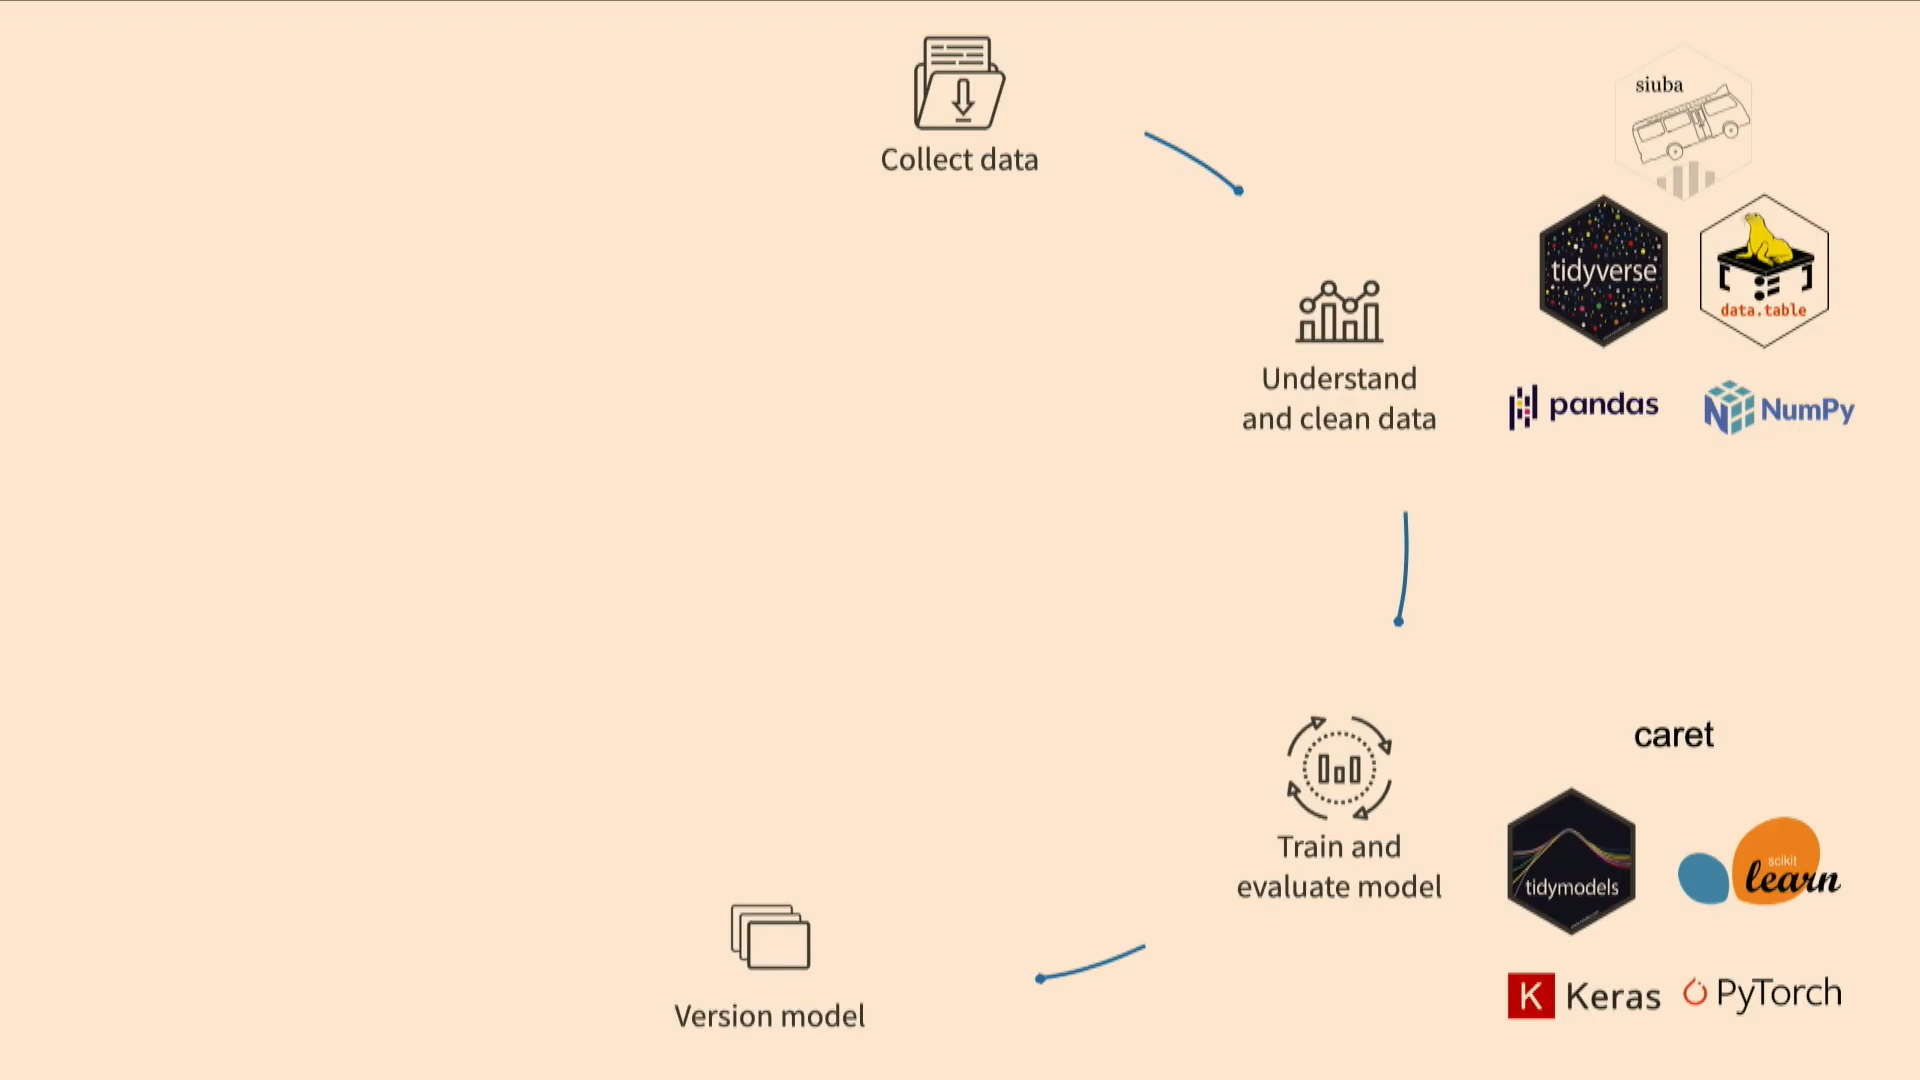 Collect data
siuba
tidyverse
data.table
Understand
and clean data
pandas
NumPy
caret
Train and
evaluate model
tidymodels
scikit
learn
Version model
K Keras
PyTorch